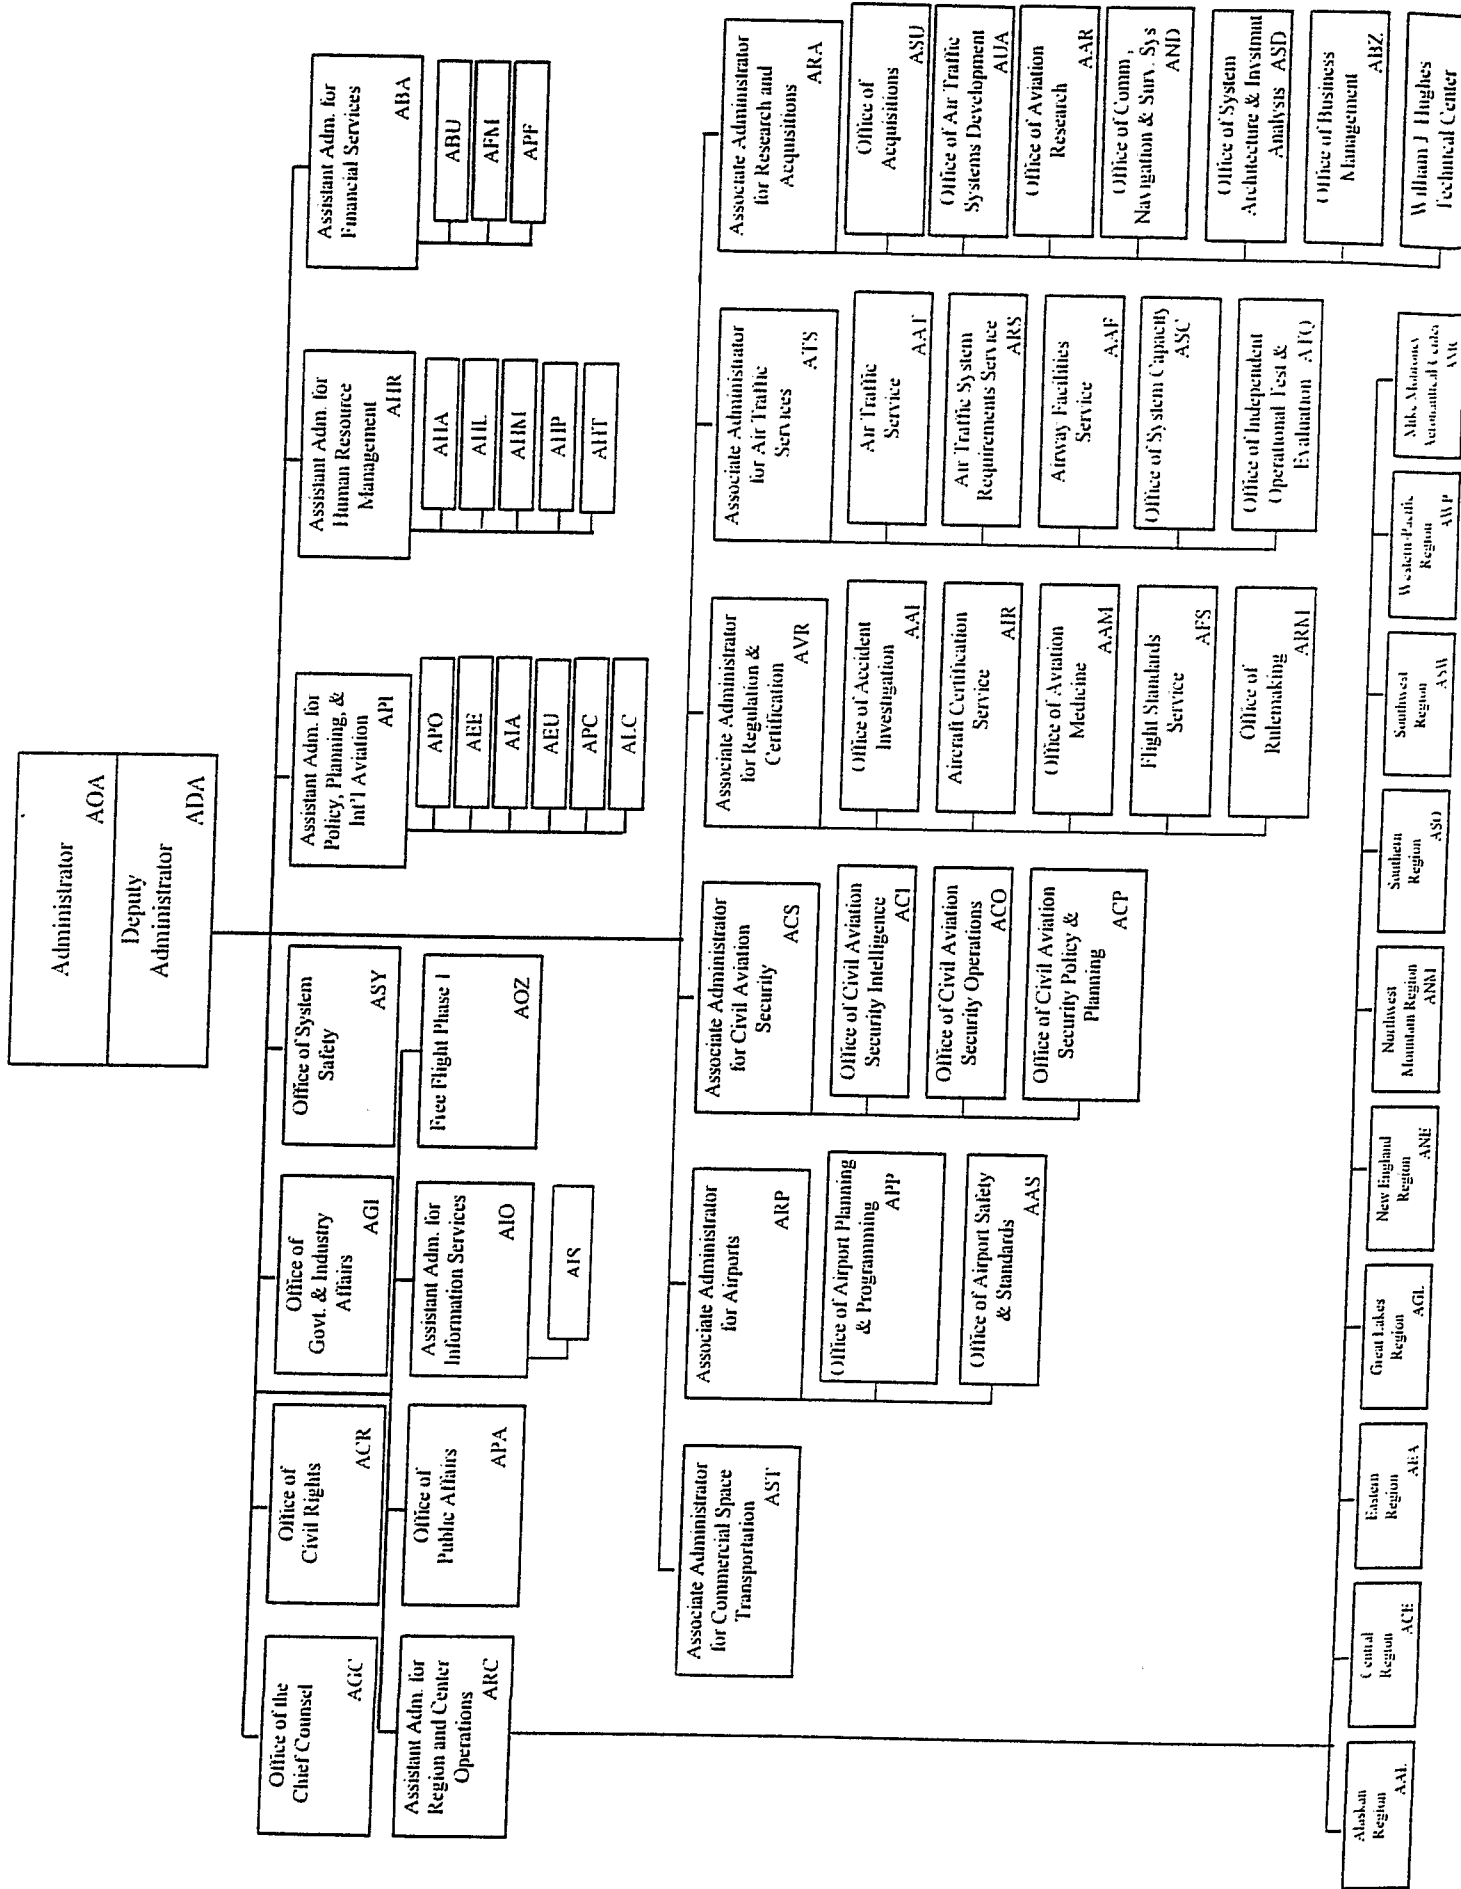 Administrator
AOA
Deputy
Administrator
ADA
Office of the
Chief Counsel
AGC
Office of
Civil Rights
ACR
Office of
Govt. & Industry
Affairs
AGI
Office of System
Safety
ASY
Assistant Adm. for
Policy, Planning, &
Int'l Aviation
API
APO
AEE
AIA
AEU
APC
ALC
Assistant Adm. for
Human Resource
Management
AHR
AHA
AHL
AHM
AHP
AHT
Assistant Adm. for
Financial Services
ABA
ABU
AFM
APF
Assistant Adm. for
Region and Center
Operations
ARC
Office of
Public Affairs
APA
Assistant Adm. for
Information Services
AIO
AIS
Free Flight Phase 1
AOZ
Associate Administrator
for Commercial Space
Transportation
AST
Associate Administrator
for Airports
ARP
Office of Airport Planning
& Programming
APP
Office of Airport Safety
& Standards
AAS
Associate Administrator
for Civil Aviation
Security
ACS
Office of Civil Aviation
Security Intelligence
ACI
Office of Civil Aviation
Security Operations
ACO
Office of Civil Aviation
Security Policy &
Planning
ACP
Associate Administrator
for Regulation &
Certification
AVR
Office of Accident
Investigation
AAI
Aircraft Certification
Service
AIR
Office of Aviation
Medicine
AAM
Flight Standards
Service
AFS
Office of
Rulemaking
ARM
Associate Administrator
for Air Traffic
Services
ATS
Air Traffic
Service
AAT
Air Traffic System
Requirements Service
ARS
Airway Facilities
Service
AAF
Office of System Capacity
ASC
Office of Independent
Operational Test &
Evaluation ATQ
Associate Administrator
for Research and
Acquisitions
ARA
Office of
Acquisitions
ASU
Office of Air Traffic
Systems Development
AUA
Office of Aviation
Research
AAR
Office of Comm,
Navigation & Surv. Sys
AND
Office of System
Architecture & Invstmnt
Analysis ASD
Office of Business
Management
ABZ
William J. Hughes
Technical Center
Alaskan
Region
AAL
Central
Region
ACE
Eastern
Region
AEA
Great Lakes
Region
AGL
New England
Region
ANE
Northwest
Mountain Region
ANM
Southern
Region
ASO
Southwest
Region
ASW
Western-Pacific
Region
AWP
Mike Monroney
Aeronautical Center
AMC